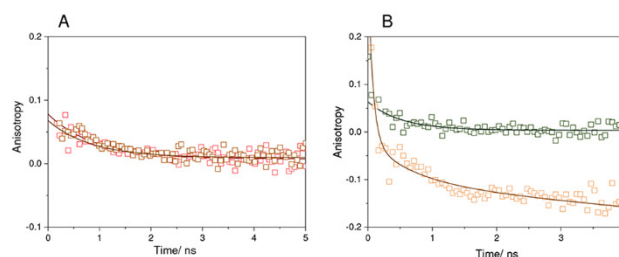 A
0.2
0.1
0.0
-0.1
Anisotropy
0 1 2 3 4 5
Time/ ns
B
0.2
0.1
0.0
-0.1
-0.2
Anisotropy
0 1 2 3
Time/ ns